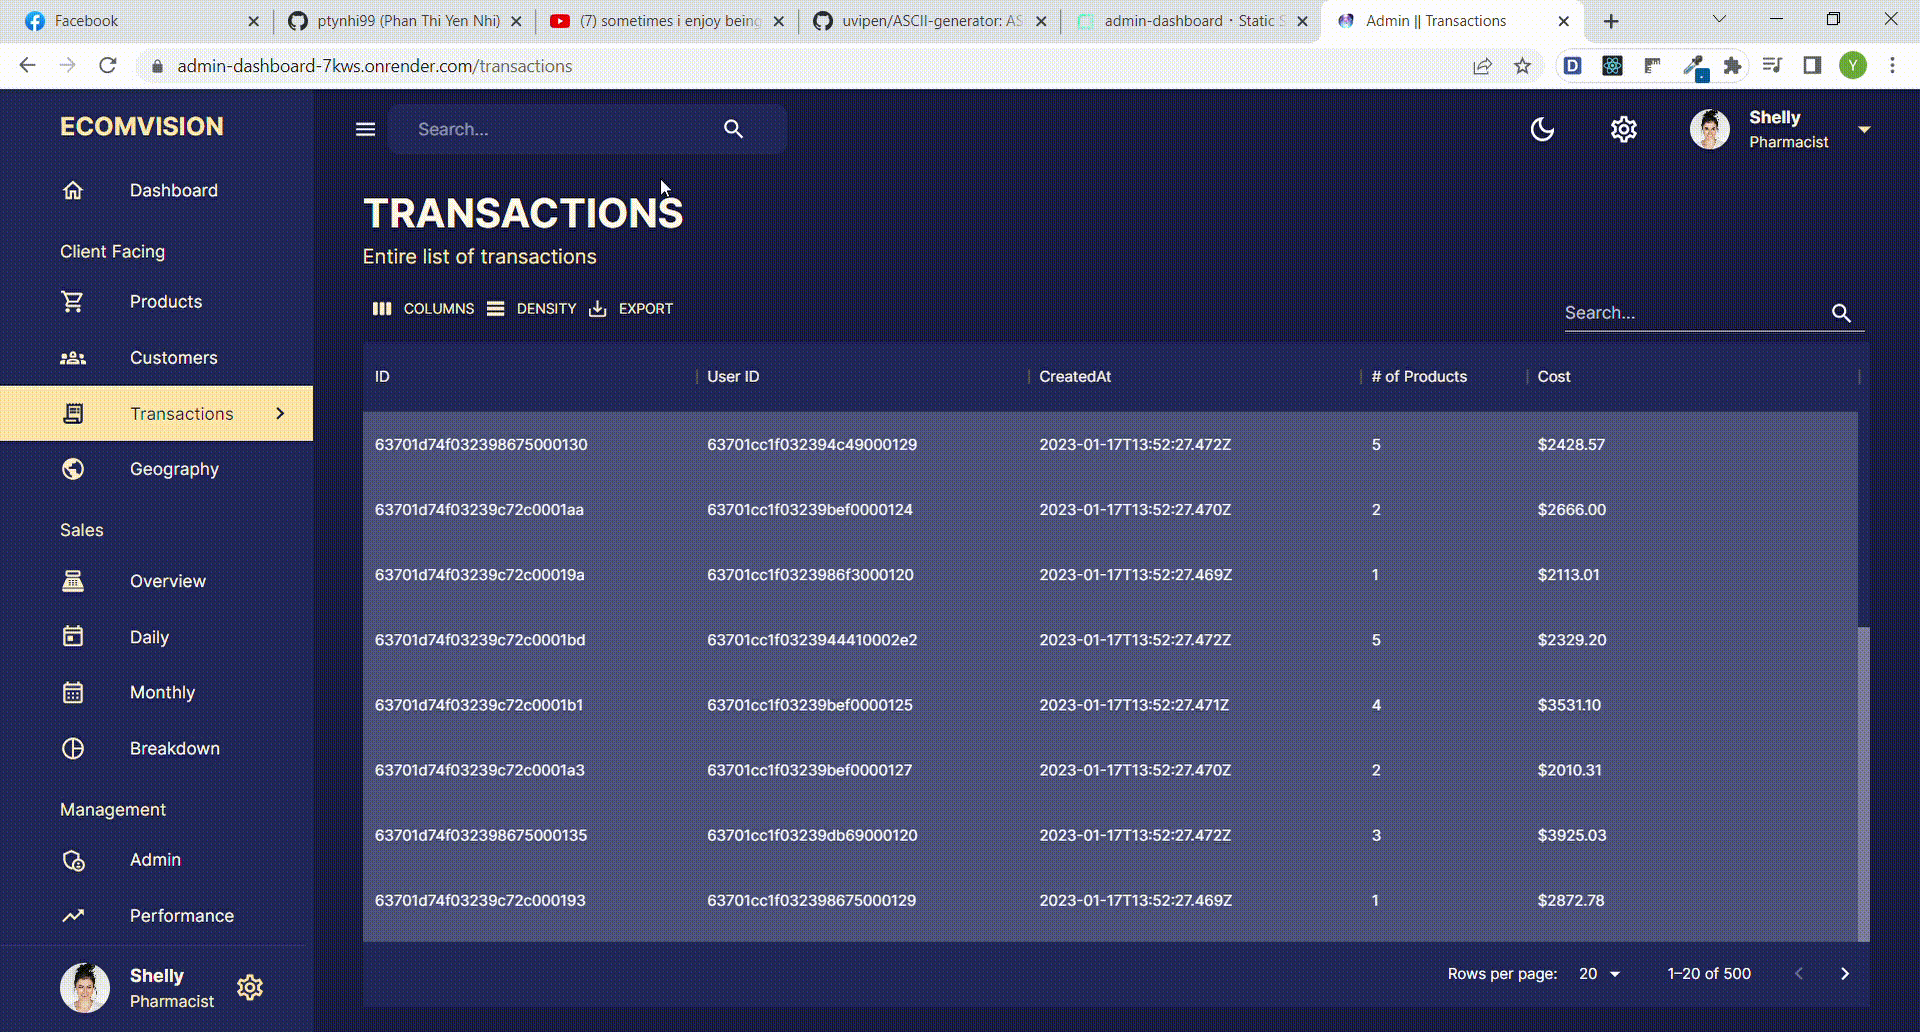 Facebook
ptynhi99 (Phan Thi Yen Nhi)
(7) sometimes i enjoy being
uvipen/ASCII-generator: AS
admin-dashboard · Static S
Admin || Transactions
admin-dashboard-7kws.onrender.com/transactions
Y
ECOMVISION
Search...
Shelly
Pharmacist
Dashboard
Client Facing
Products
Customers
Transactions
Geography
Sales
Overview
Daily
Monthly
Breakdown
Management
Admin
Performance
Shelly
Pharmacist
TRANSACTIONS
Entire list of transactions
COLUMNS DENSITY EXPORT
Search...
ID User ID CreatedAt # of Products Cost
63701d74f032398675000130 63701cc1f032394c49000129 2023-01-17T13:52:27.472Z 5 $2428.57
63701d74f03239c72c0001aa 63701cc1f03239bef0000124 2023-01-17T13:52:27.470Z 2 $2666.00
63701d74f03239c72c00019a 63701cc1f0323986f3000120 2023-01-17T13:52:27.469Z 1 $2113.01
63701d74f03239c72c0001bd 63701cc1f0323944410002e2 2023-01-17T13:52:27.472Z 5 $2329.20
63701d74f03239c72c0001b1 63701cc1f03239bef0000125 2023-01-17T13:52:27.471Z 4 $3531.10
63701d74f03239c72c0001a3 63701cc1f03239bef0000127 2023-01-17T13:52:27.470Z 2 $2010.31
63701d74f032398675000135 63701cc1f03239db69000120 2023-01-17T13:52:27.472Z 3 $3925.03
63701d74f03239c72c000193 63701cc1f032398675000129 2023-01-17T13:52:27.469Z 1 $2872.78
Rows per page: 20 1–20 of 500